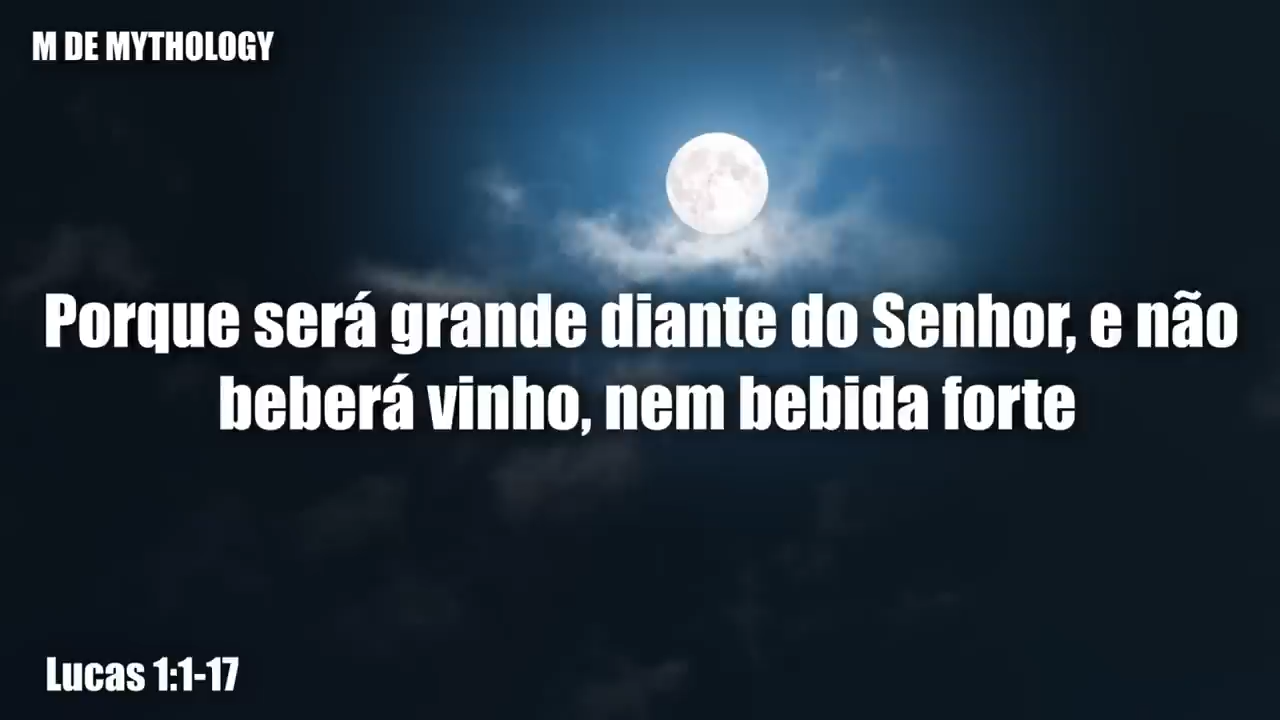 M DE MYTHOLOGY
Porque será grande diante do Senhor, e não
beberá vinho, nem bebida forte
Lucas 1:1-17